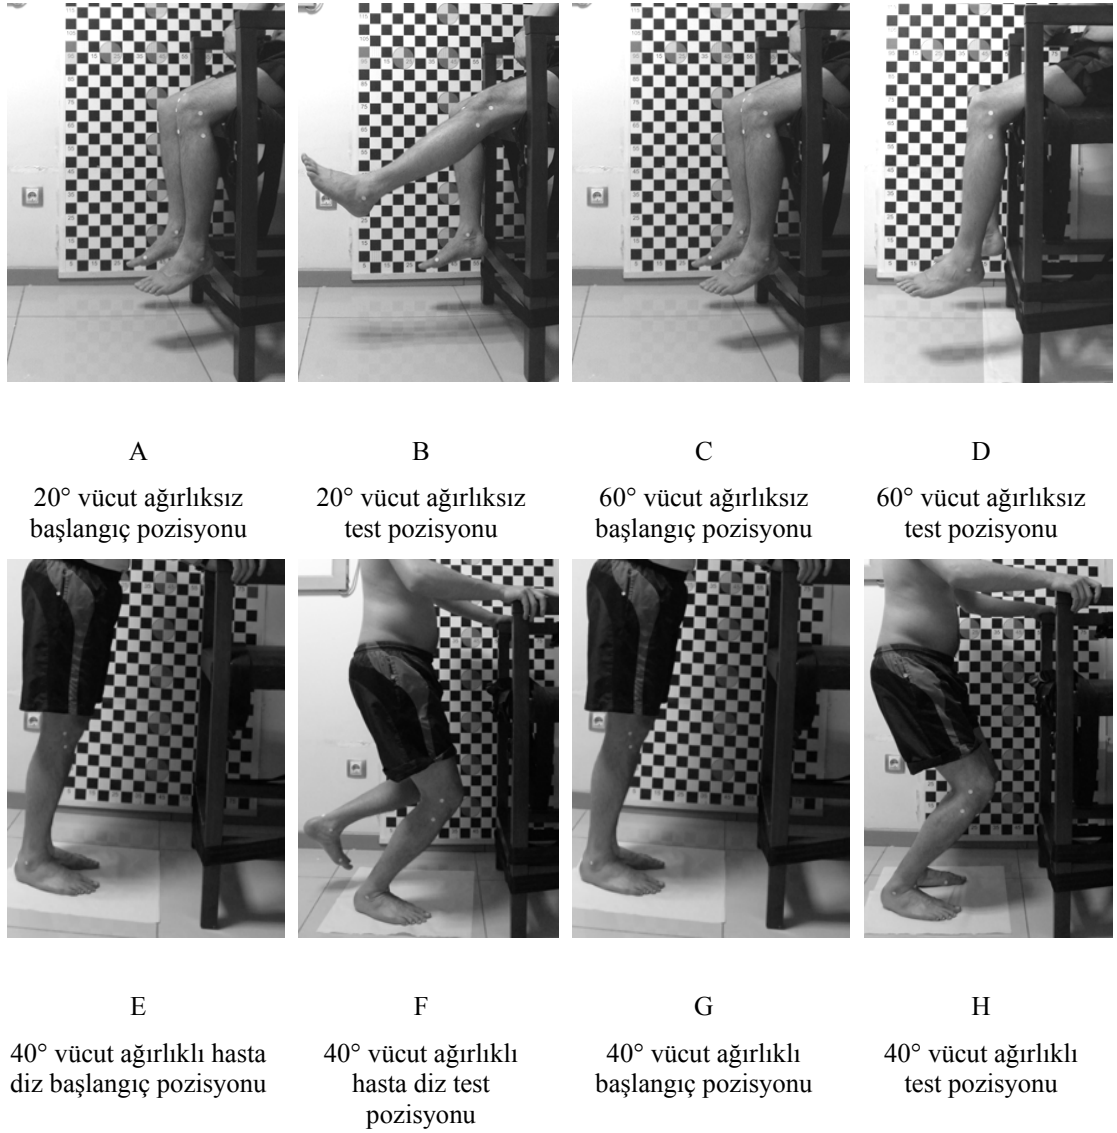 A
20° vücut ağırlıksız
başlangıç pozisyonu
B
20° vücut ağırlıksız
test pozisyonu
C
60° vücut ağırlıksız
başlangıç pozisyonu
D
60° vücut ağırlıksız
test pozisyonu
E
40° vücut ağırlıklı hasta
diz başlangıç pozisyonu
F
40° vücut ağırlıklı
hasta diz test
pozisyonu
G
40° vücut ağırlıklı
başlangıç pozisyonu
H
40° vücut ağırlıklı
test pozisyonu